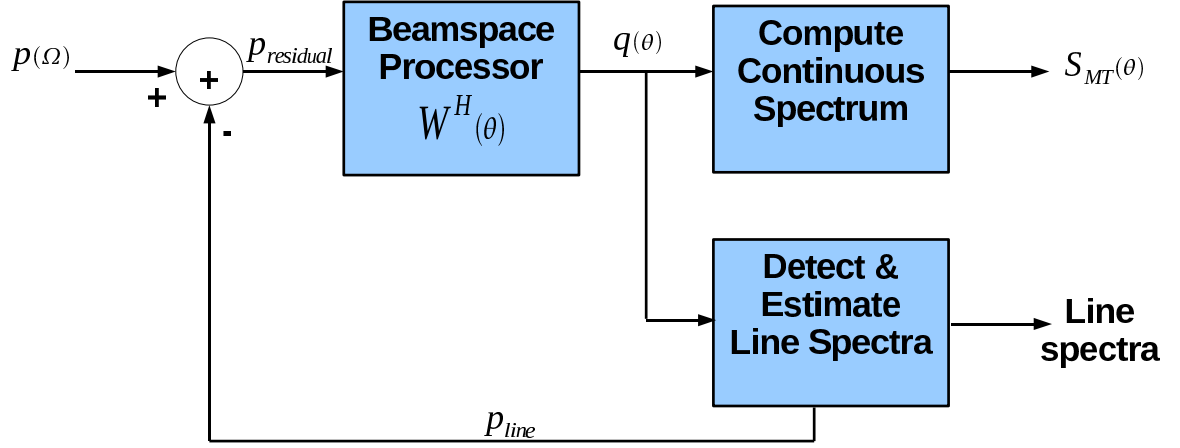 p(Ω)
+
+
-
p_residual
Beamspace
Processor
W^H(θ)
q(θ)
Compute
Continuous
Spectrum
S_MT(θ)
Detect &
Estimate
Line Spectra
Line
spectra
p_line